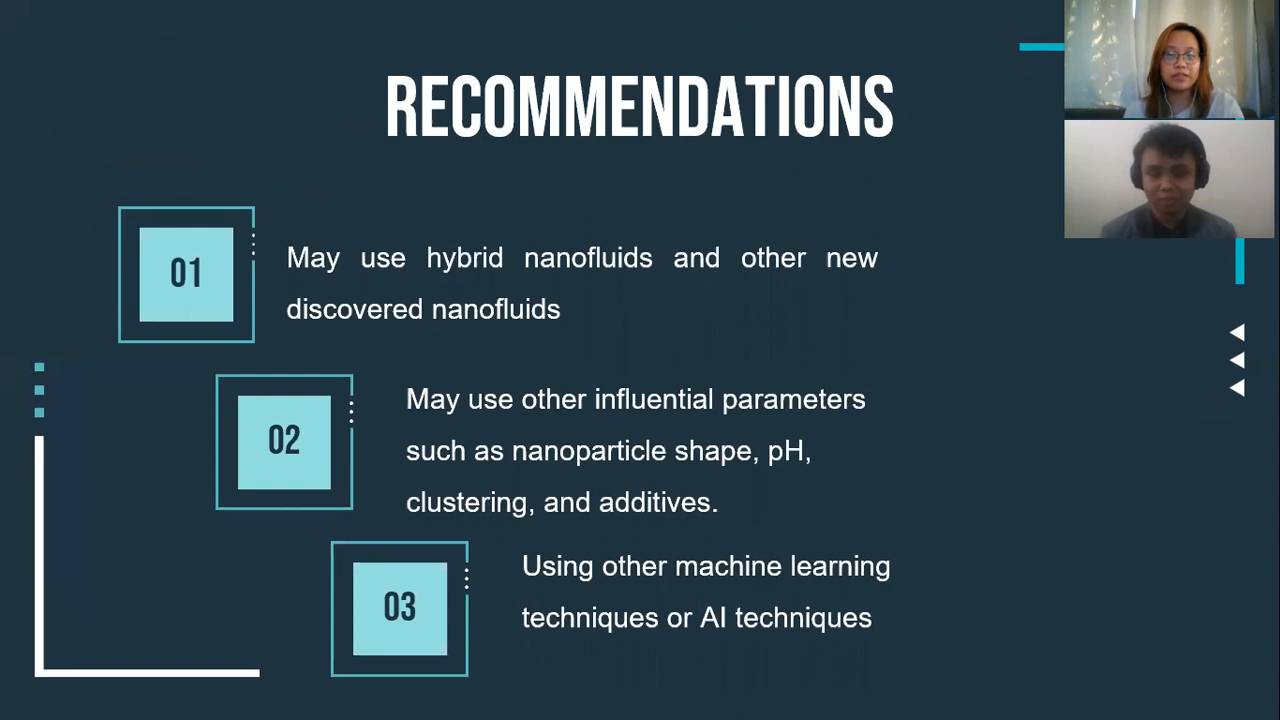 RECOMMENDATIONS
01
May use hybrid nanofluids and other new
discovered nanofluids
02
May use other influential parameters
such as nanoparticle shape, pH,
clustering, and additives.
03
Using other machine learning
techniques or AI techniques